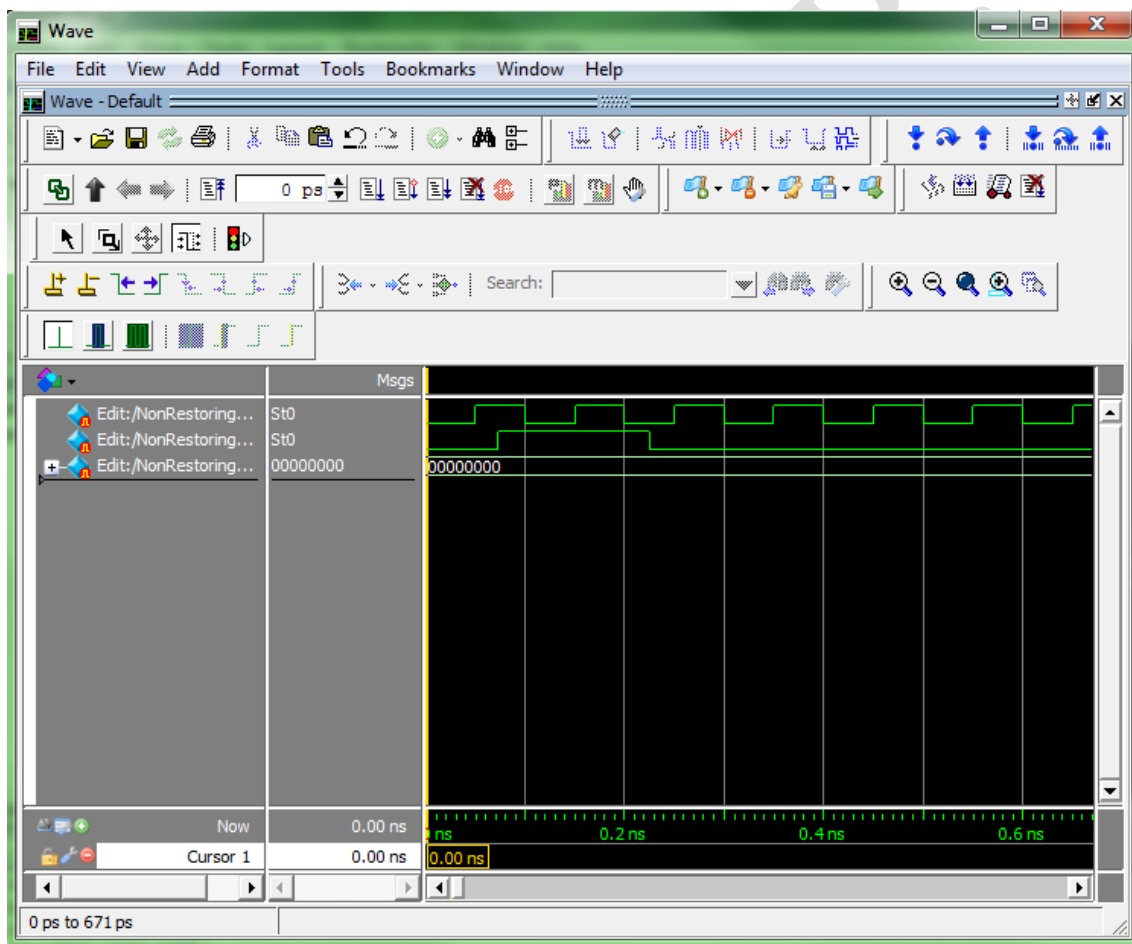 Wave
File Edit View Add Format Tools Bookmarks Window Help
Wave - Default
0 ps
Search:
Msgs
Edit:/NonRestoring... St0
Edit:/NonRestoring... St0
Edit:/NonRestoring... 00000000 00000000
Now 0.00 ns ns 0.2 ns 0.4 ns 0.6 ns
Cursor 1 0.00 ns 0.00 ns
0 ps to 671 ps